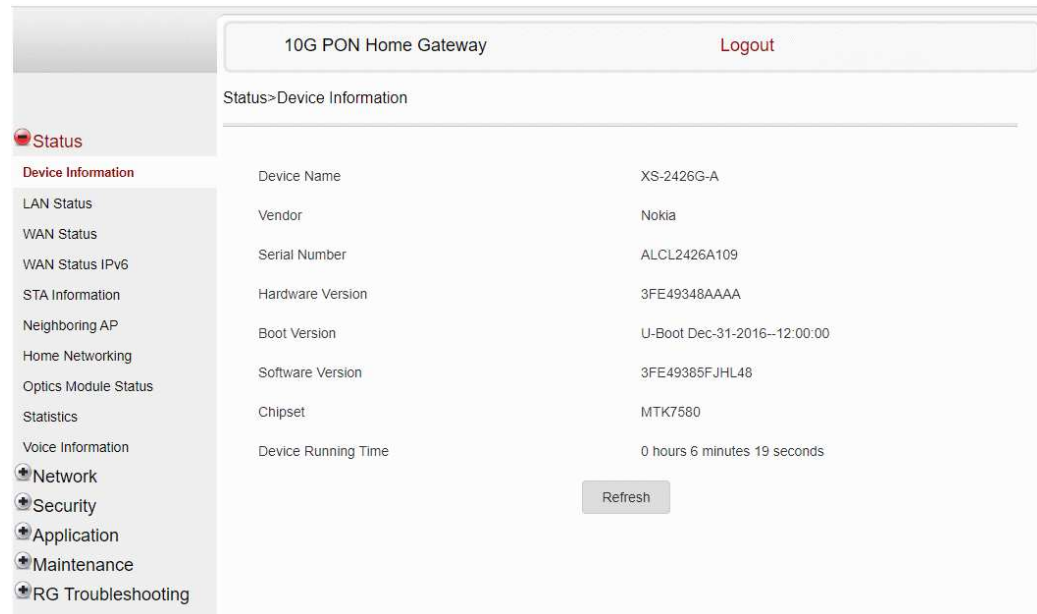 10G PON Home Gateway
Logout
Status>Device Information
Status
Device Information
LAN Status
WAN Status
WAN Status IPv6
STA Information
Neighboring AP
Home Networking
Optics Module Status
Statistics
Voice Information
Network
Security
Application
Maintenance
RG Troubleshooting
Device Name XS-2426G-A
Vendor Nokia
Serial Number ALCL2426A109
Hardware Version 3FE49348AAAA
Boot Version U-Boot Dec-31-2016--12:00:00
Software Version 3FE49385FJHL48
Chipset MTK7580
Device Running Time 0 hours 6 minutes 19 seconds
Refresh